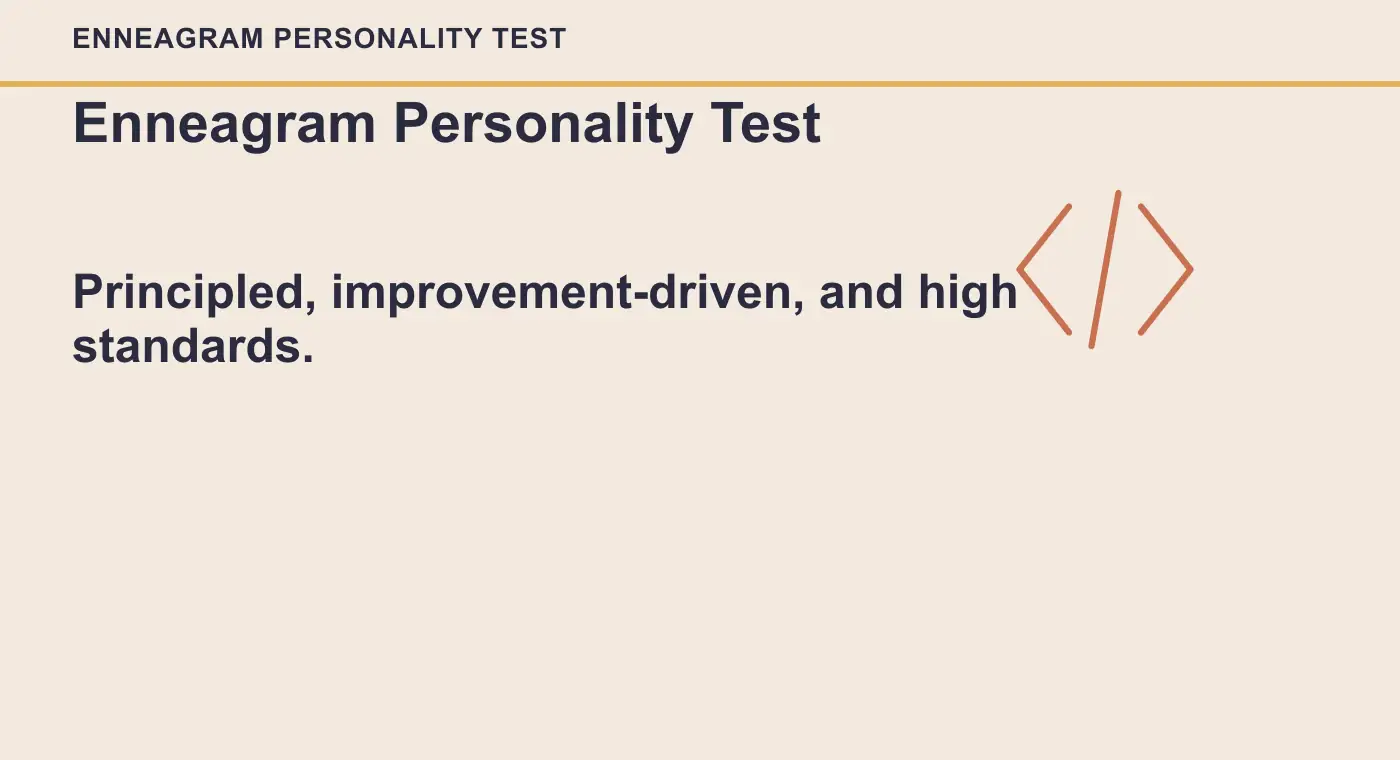 ENNEAGRAM PERSONALITY TEST
Enneagram Personality Test
Principled, improvement-driven, and high
standards.